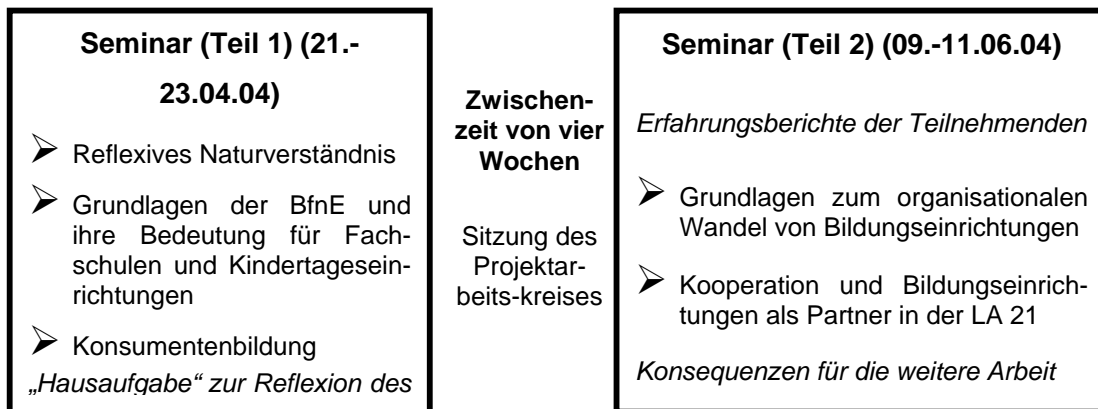 Seminar (Teil 1) (21.-
23.04.04)
➢ Reflexives Naturverständnis
➢ Grundlagen der BfnE und
ihre Bedeutung für Fach-
schulen und Kindertagesein-
richtungen
➢ Konsumentenbildung
„Hausaufgabe“ zur Reflexion des
Zwischen-
zeit von vier
Wochen
Sitzung des
Projektar-
beits-kreises
Seminar (Teil 2) (09.-11.06.04)
Erfahrungsberichte der Teilnehmenden
➢ Grundlagen zum organisationalen
Wandel von Bildungseinrichtungen
➢ Kooperation und Bildungseinrich-
tungen als Partner in der LA 21
Konsequenzen für die weitere Arbeit